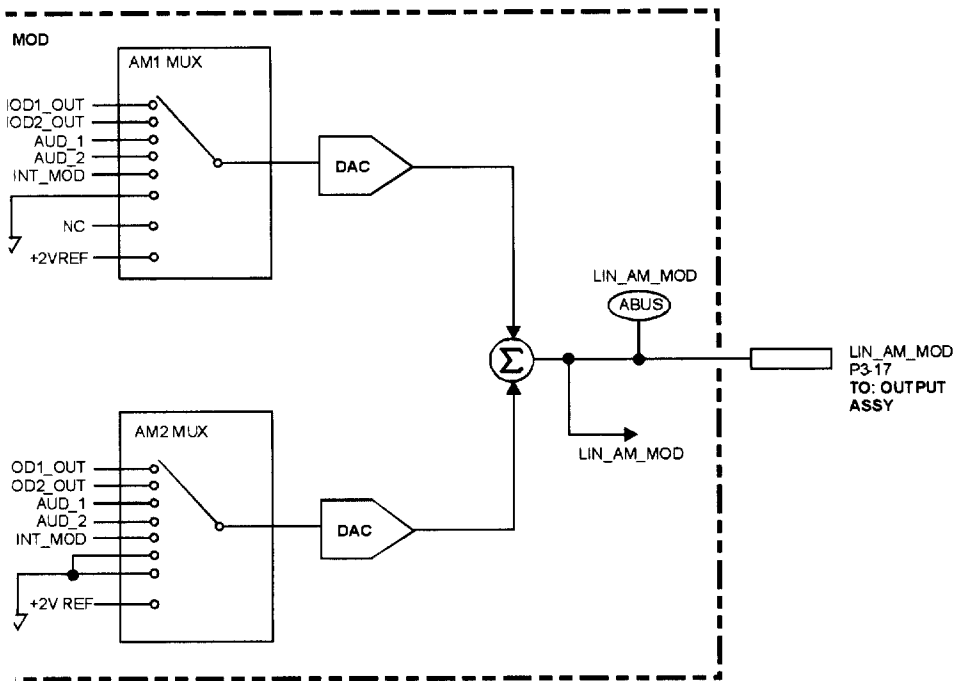 MOD
AM1 MUX
IOD1_OUT
IOD2_OUT
AUD_1
AUD_2
INT_MOD
NC
+2VREF
DAC
LIN_AM_MOD
ABUS
Σ
LIN_AM_MOD
P3-17
TO: OUTPUT
ASSY
LIN_AM_MOD
AM2 MUX
OD1_OUT
OD2_OUT
AUD_1
AUD_2
INT_MOD
+2V REF
DAC